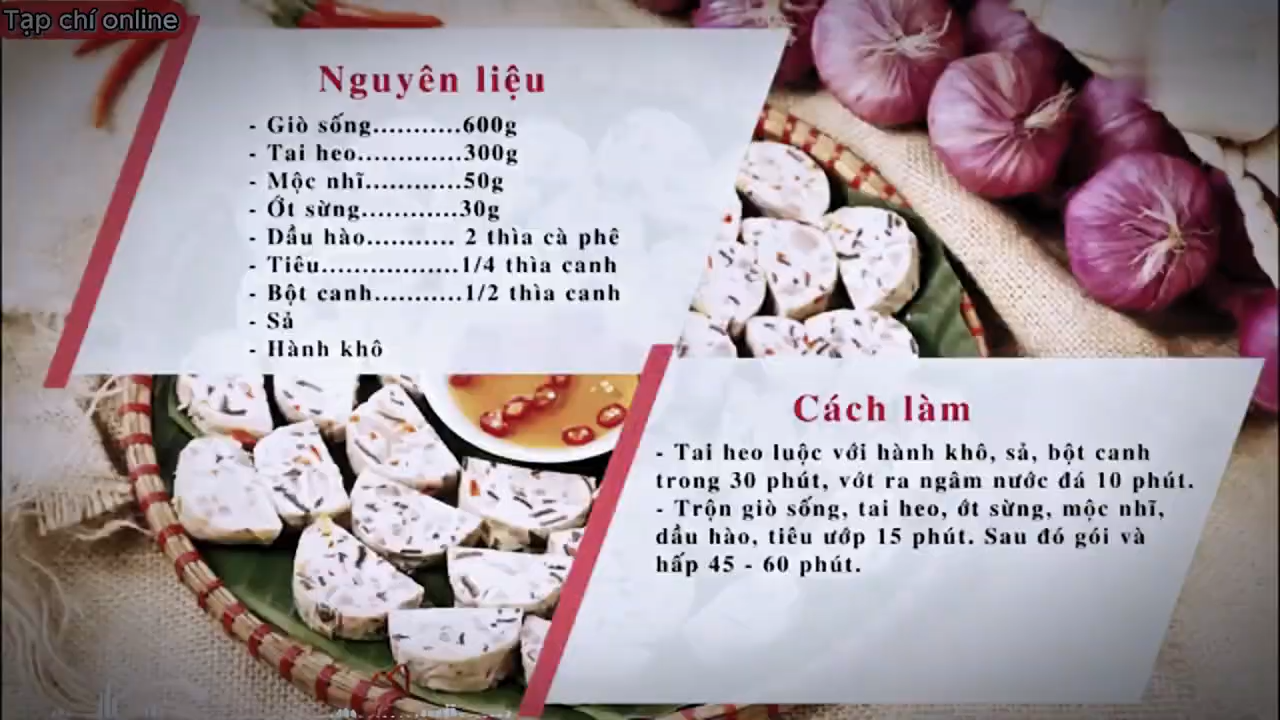 Tạp chí online
Nguyên liệu
- Giò sống...........600g
- Tai heo.............300g
- Mộc nhĩ............50g
- Ớt sừng............30g
- Dầu hào........... 2 thìa cà phê
- Tiêu.................1/4 thìa canh
- Bột canh...........1/2 thìa canh
- Sả
- Hành khô
Cách làm
- Tai heo luộc với hành khô, sả, bột canh
trong 30 phút, vớt ra ngâm nước đá 10 phút.
- Trộn giò sống, tai heo, ớt sừng, mộc nhĩ,
dầu hào, tiêu ướp 15 phút. Sau đó gói và
hấp 45 - 60 phút.